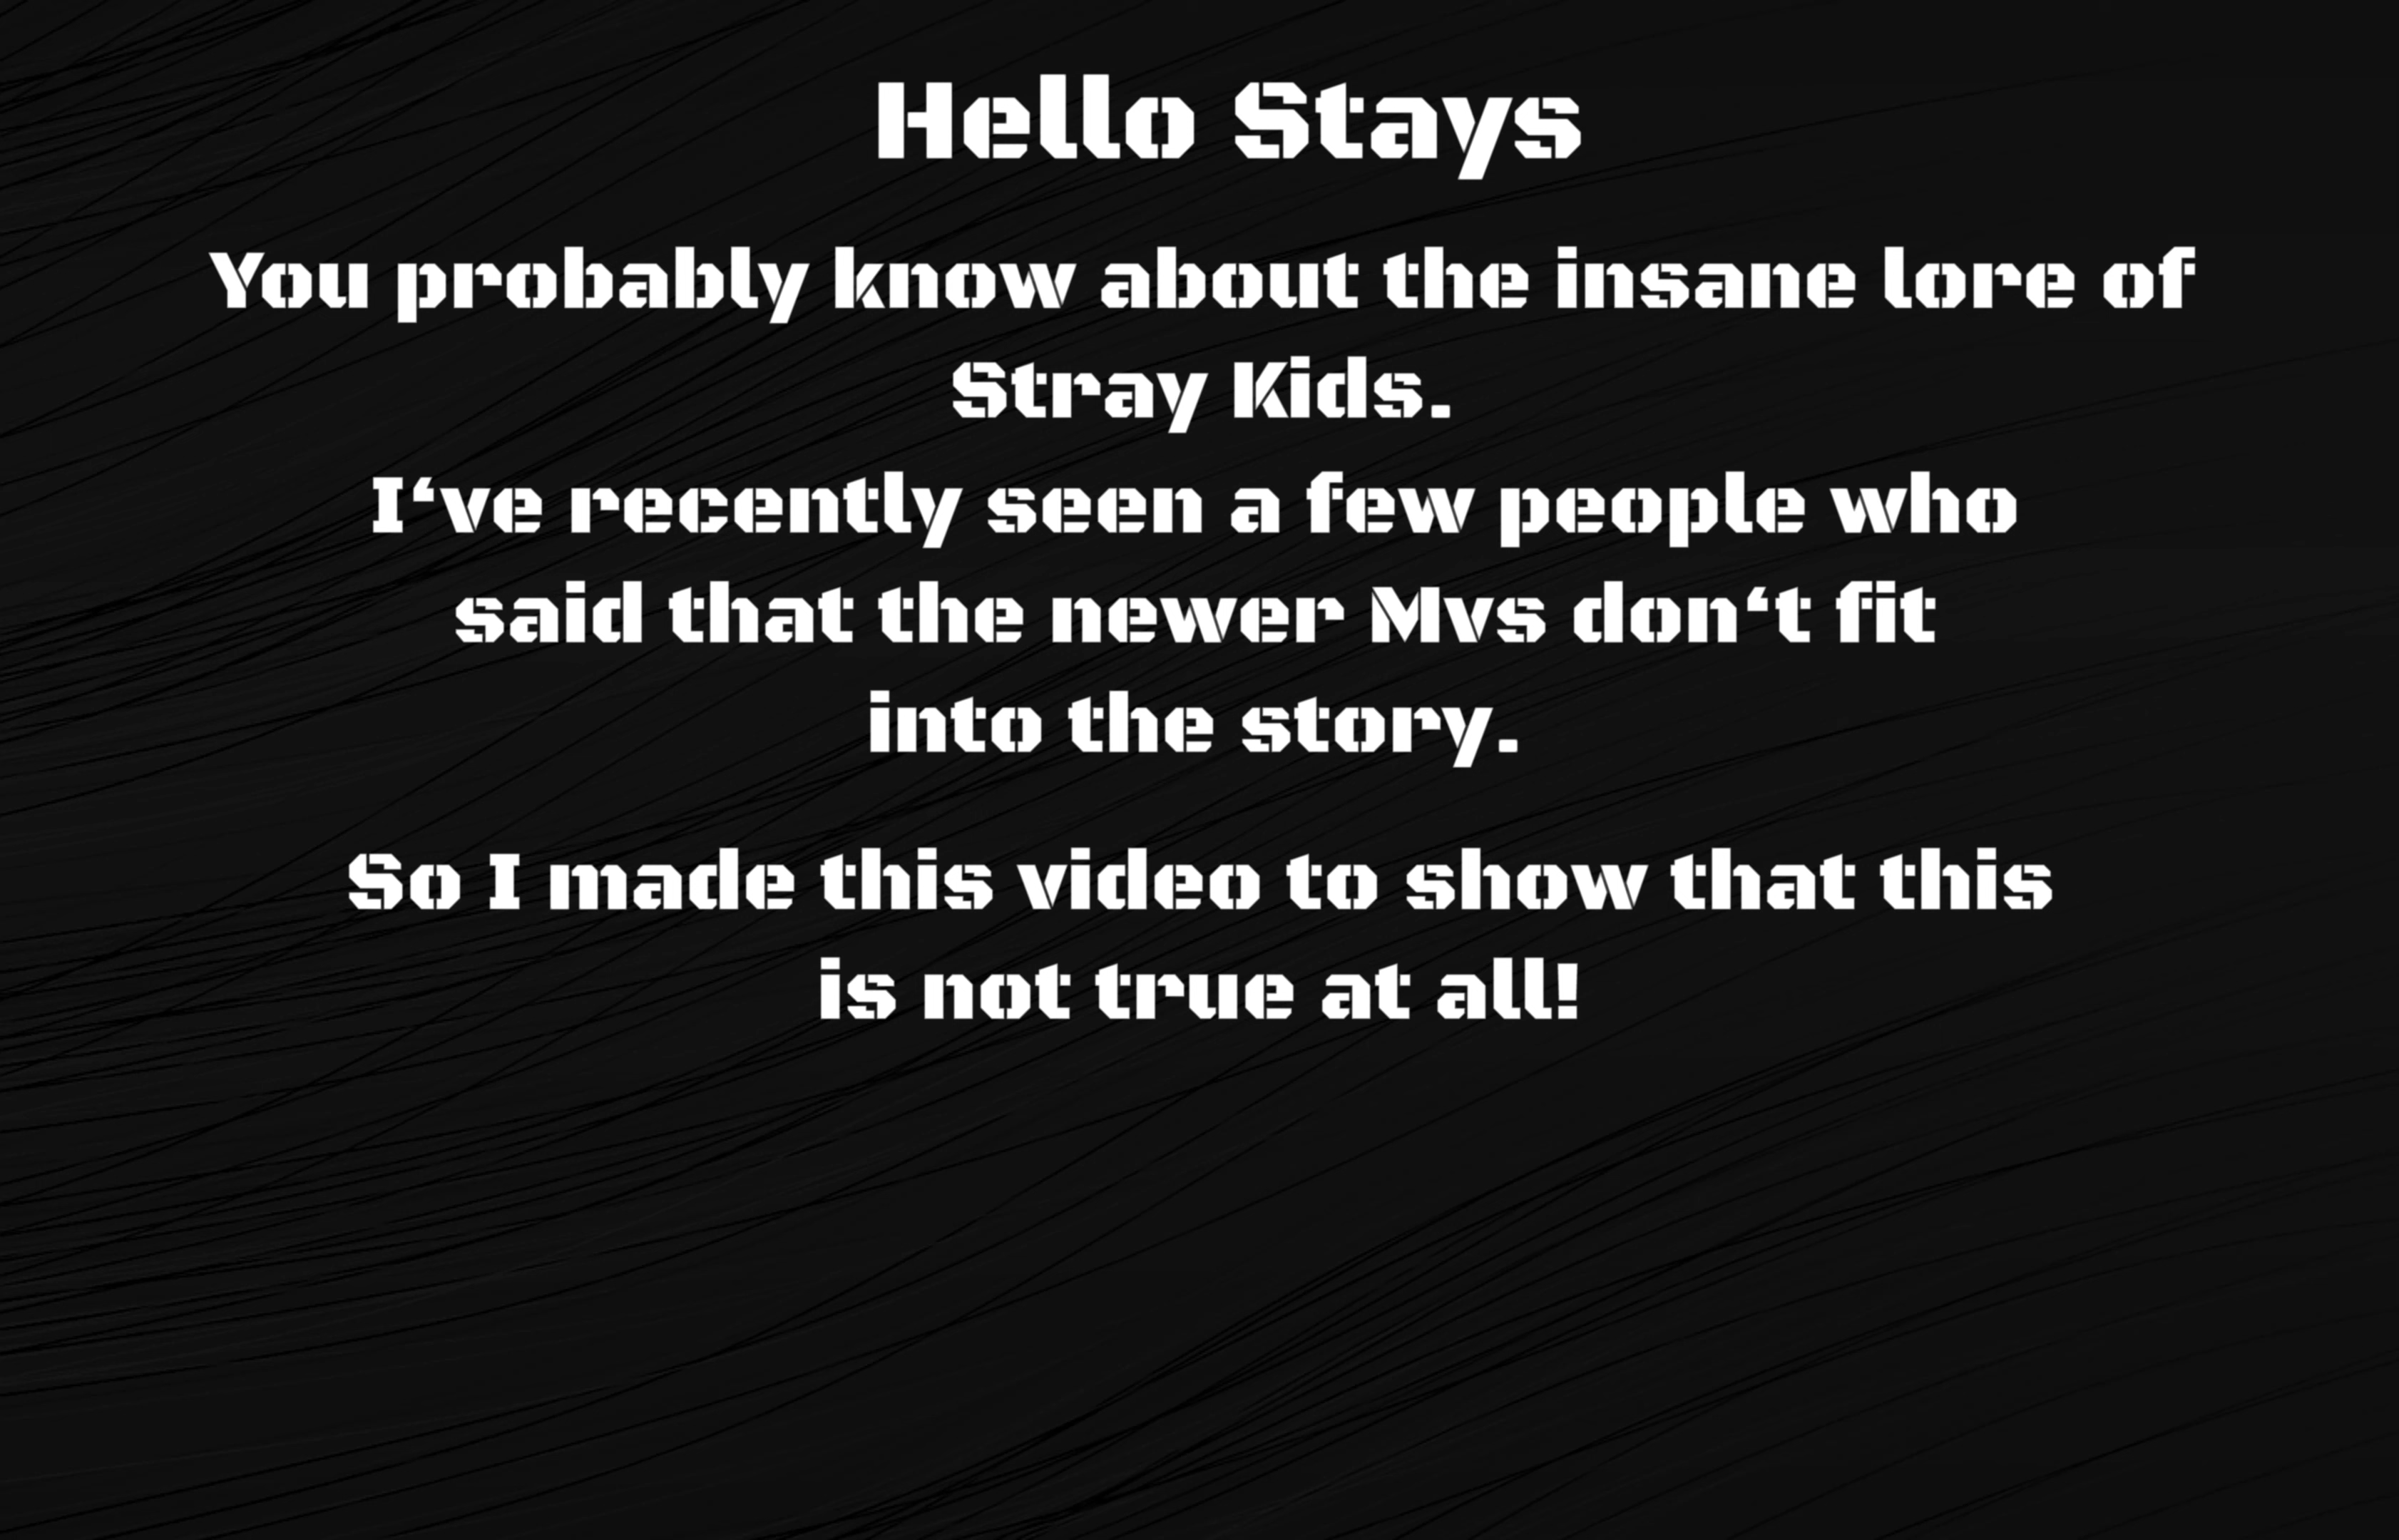 Hello Stays
You probably know about the insane lore of
Stray Kids.
I‘ve recently seen a few people who
said that the newer Mvs don‘t fit
into the story.
So I made this video to show that this
is not true at all!